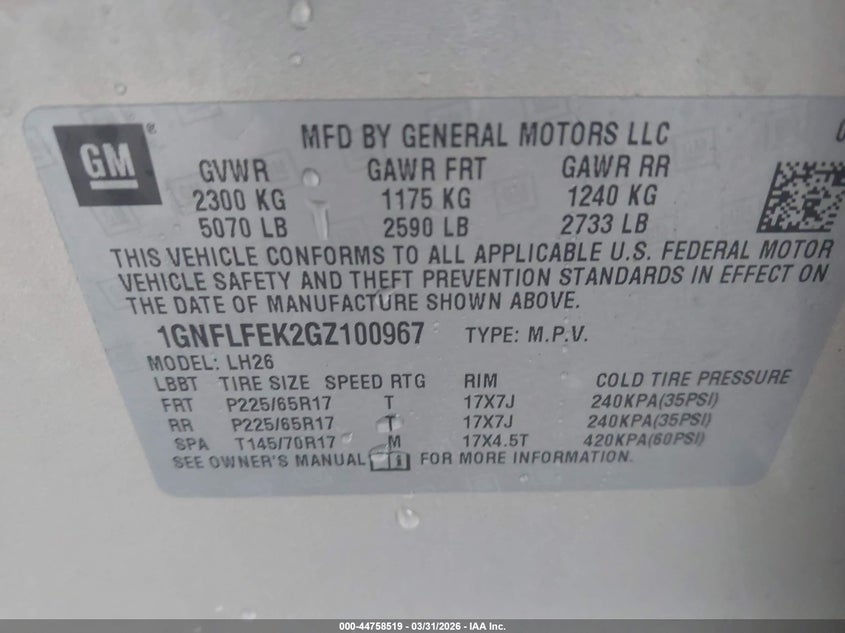 GM ® MFD BY GENERAL MOTORS LLC
GVWR GAWR FRT GAWR RR
2300 KG 1175 KG 1240 KG
5070 LB 2590 LB 2733 LB
THIS VEHICLE CONFORMS TO ALL APPLICABLE U.S. FEDERAL MOTOR
VEHICLE SAFETY AND THEFT PREVENTION STANDARDS IN EFFECT ON
THE DATE OF MANUFACTURE SHOWN ABOVE.
1GNFLFEK2GZ100967 TYPE: M.P.V.
MODEL: LH26
LBBT TIRE SIZE SPEED RTG RIM COLD TIRE PRESSURE
FRT P225/65R17 T 17X7J 240KPA(35PSI)
RR P225/65R17 T 17X7J 240KPA(35PSI)
SPA T145/70R17 M 17X4.5T 420KPA(60PSI)
SEE OWNER'S MANUAL FOR MORE INFORMATION.
000-44758519 - 03/31/2026 - IAA Inc.